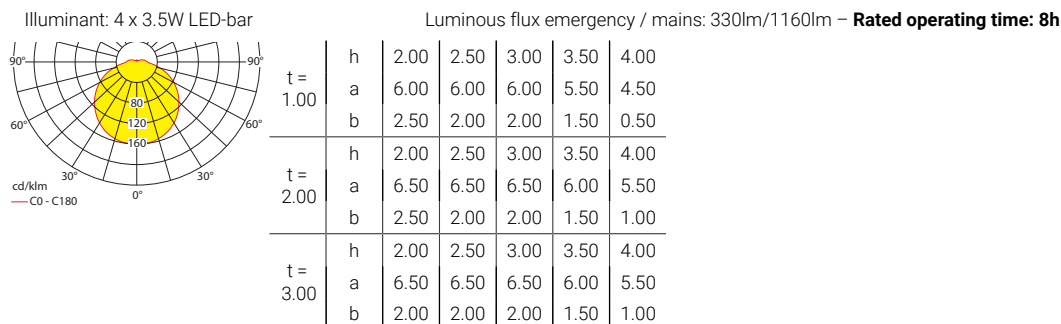 Illuminant: 4 x 3.5W LED-bar
Luminous flux emergency / mains: 330lm/1160lm – Rated operating time: 8h
90° 90°
80
120
160
60° 60°
30° 30°
0°
cd/klm
C0 - C180
t = 1.00
h 2.00 2.50 3.00 3.50 4.00
a 6.00 6.00 6.00 5.50 4.50
b 2.50 2.00 2.00 1.50 0.50
t = 2.00
h 2.00 2.50 3.00 3.50 4.00
a 6.50 6.50 6.50 6.00 5.50
b 2.50 2.00 2.00 1.50 1.00
t = 3.00
h 2.00 2.50 3.00 3.50 4.00
a 6.50 6.50 6.50 6.00 5.50
b 2.00 2.00 2.00 1.50 1.00